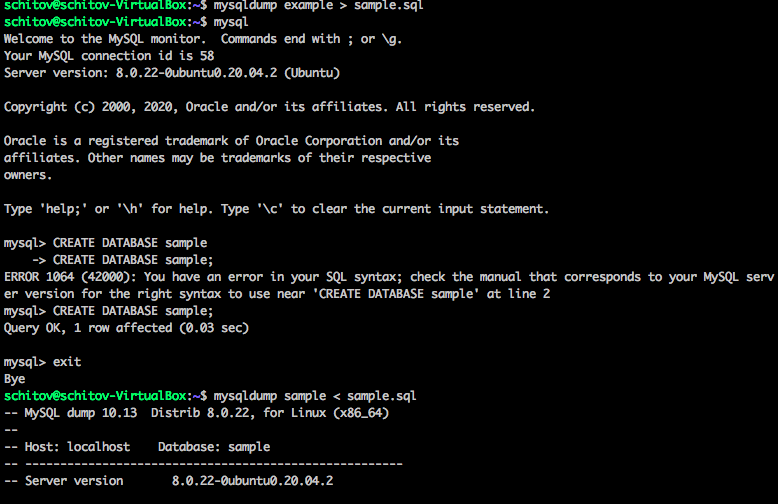 schitov@schitov-VirtualBox:~$ mysqldump example > sample.sql
schitov@schitov-VirtualBox:~$ mysql
Welcome to the MySQL monitor.  Commands end with ; or \g.
Your MySQL connection id is 58
Server version: 8.0.22-0ubuntu0.20.04.2 (Ubuntu)
Copyright (c) 2000, 2020, Oracle and/or its affiliates. All rights reserved.
Oracle is a registered trademark of Oracle Corporation and/or its
affiliates. Other names may be trademarks of their respective
owners.
Type 'help;' or '\h' for help. Type '\c' to clear the current input statement.
mysql> CREATE DATABASE sample
    -> CREATE DATABASE sample;
ERROR 1064 (42000): You have an error in your SQL syntax; check the manual that corresponds to your MySQL serv
er version for the right syntax to use near 'CREATE DATABASE sample' at line 2
mysql> CREATE DATABASE sample;
Query OK, 1 row affected (0.03 sec)
mysql> exit
Bye
schitov@schitov-VirtualBox:~$ mysqldump sample < sample.sql
-- MySQL dump 10.13  Distrib 8.0.22, for Linux (x86_64)
--
-- Host: localhost    Database: sample
-- ------------------------------------------------------
-- Server version       8.0.22-0ubuntu0.20.04.2